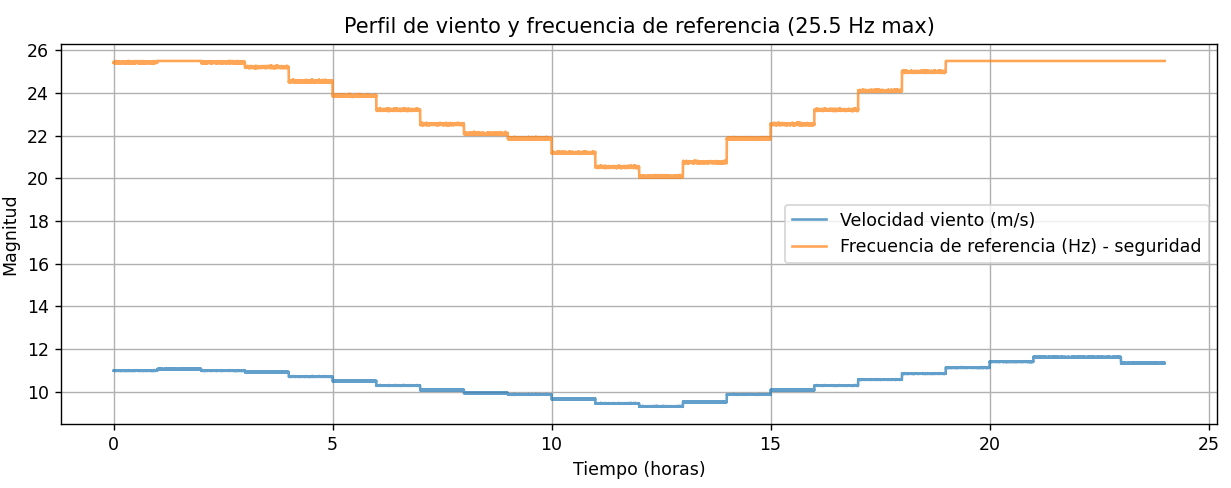 Perfil de viento y frecuencia de referencia (25.5 Hz max)
26
24
22
20
18
16
14
12
10
Magnitud
Velocidad viento (m/s)
Frecuencia de referencia (Hz) - seguridad
0 5 10 15 20 25
Tiempo (horas)